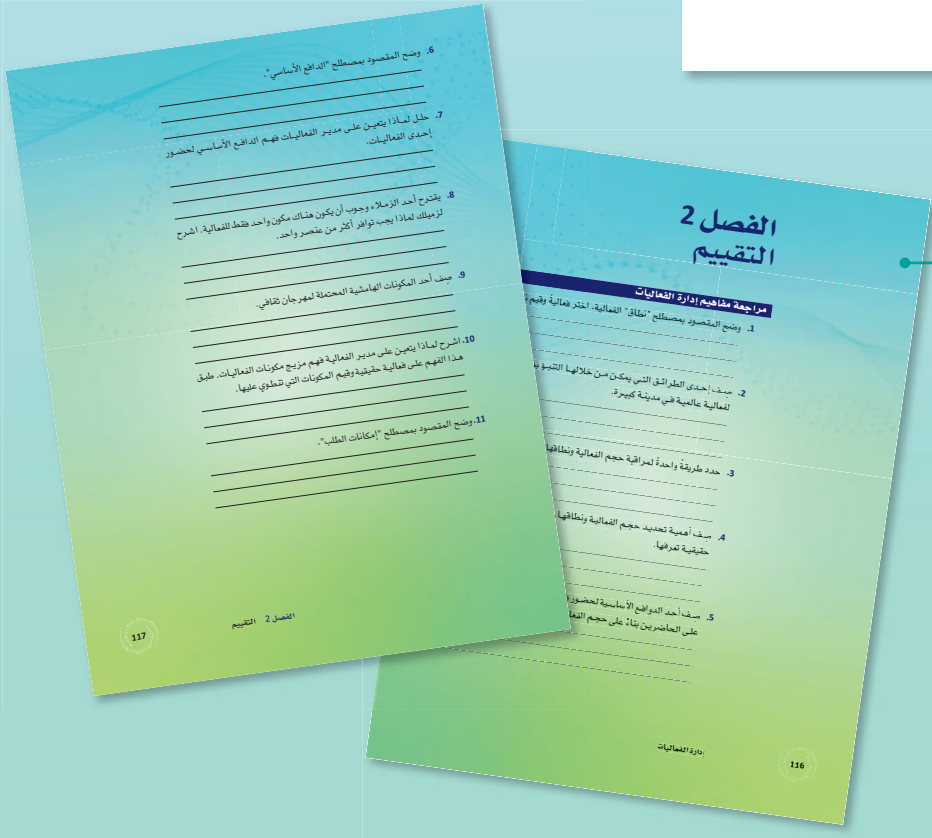 الفصل 2
التقييم
مراجعة مفاهيم إدارة الفعاليات
1. وضح المقصود بمصطلح "نطاق" الفعالية. اختر فعالية وقيم
2. صف إحدى الطرائق التي يمكن من خلالها التنبؤ
لفعالية عالمية في مدينة كبيرة.
3. حدد طريقةً واحدةً لمراقبة حجم الفعالية ونطاقها
4. صف أهمية تحديد حجم الفعالية ونطاقها.
حقيقية تعرفها.
5. صف أحد الدوافع الأساسية لحضور
على الحاضرين بناءً على حجم
إدارة الفعاليات
116
6. وضح المقصود بمصطلح "الدافع الأساسي".
7. حلل لماذا يتعين على مدير الفعاليات فهم الدافع الأساسي لحضور
إحدى الفعاليات.
8. يقترح أحد الزملاء وجوب أن يكون هناك مكون واحد فقط للفعالية. اشرح
لزميلك لماذا يجب توافر أكثر من عنصر واحد.
9. صف أحد المكونات الهامشية المحتملة لمهرجان ثقافي.
10. اشرح لماذا يتعين على مدير الفعالية فهم مزيج مكونات الفعاليات. طبق
هذا الفهم على فعالية حقيقية وقيم المكونات التي تنطوي عليها.
11. وضح المقصود بمصطلح "إمكانات الطلب".
الفصل 2 التقييم
117